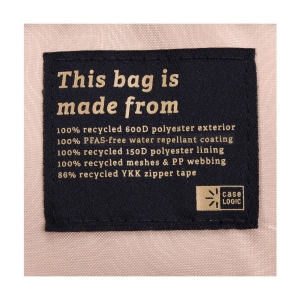 This bag is
made from
100% recycled 600D polyester exterior
100% PFAS-free water repellant coating
100% recycled 150D polyester lining
100% recycled meshes & PP webbing
86% recycled YKK zipper tape
case
LOGIC